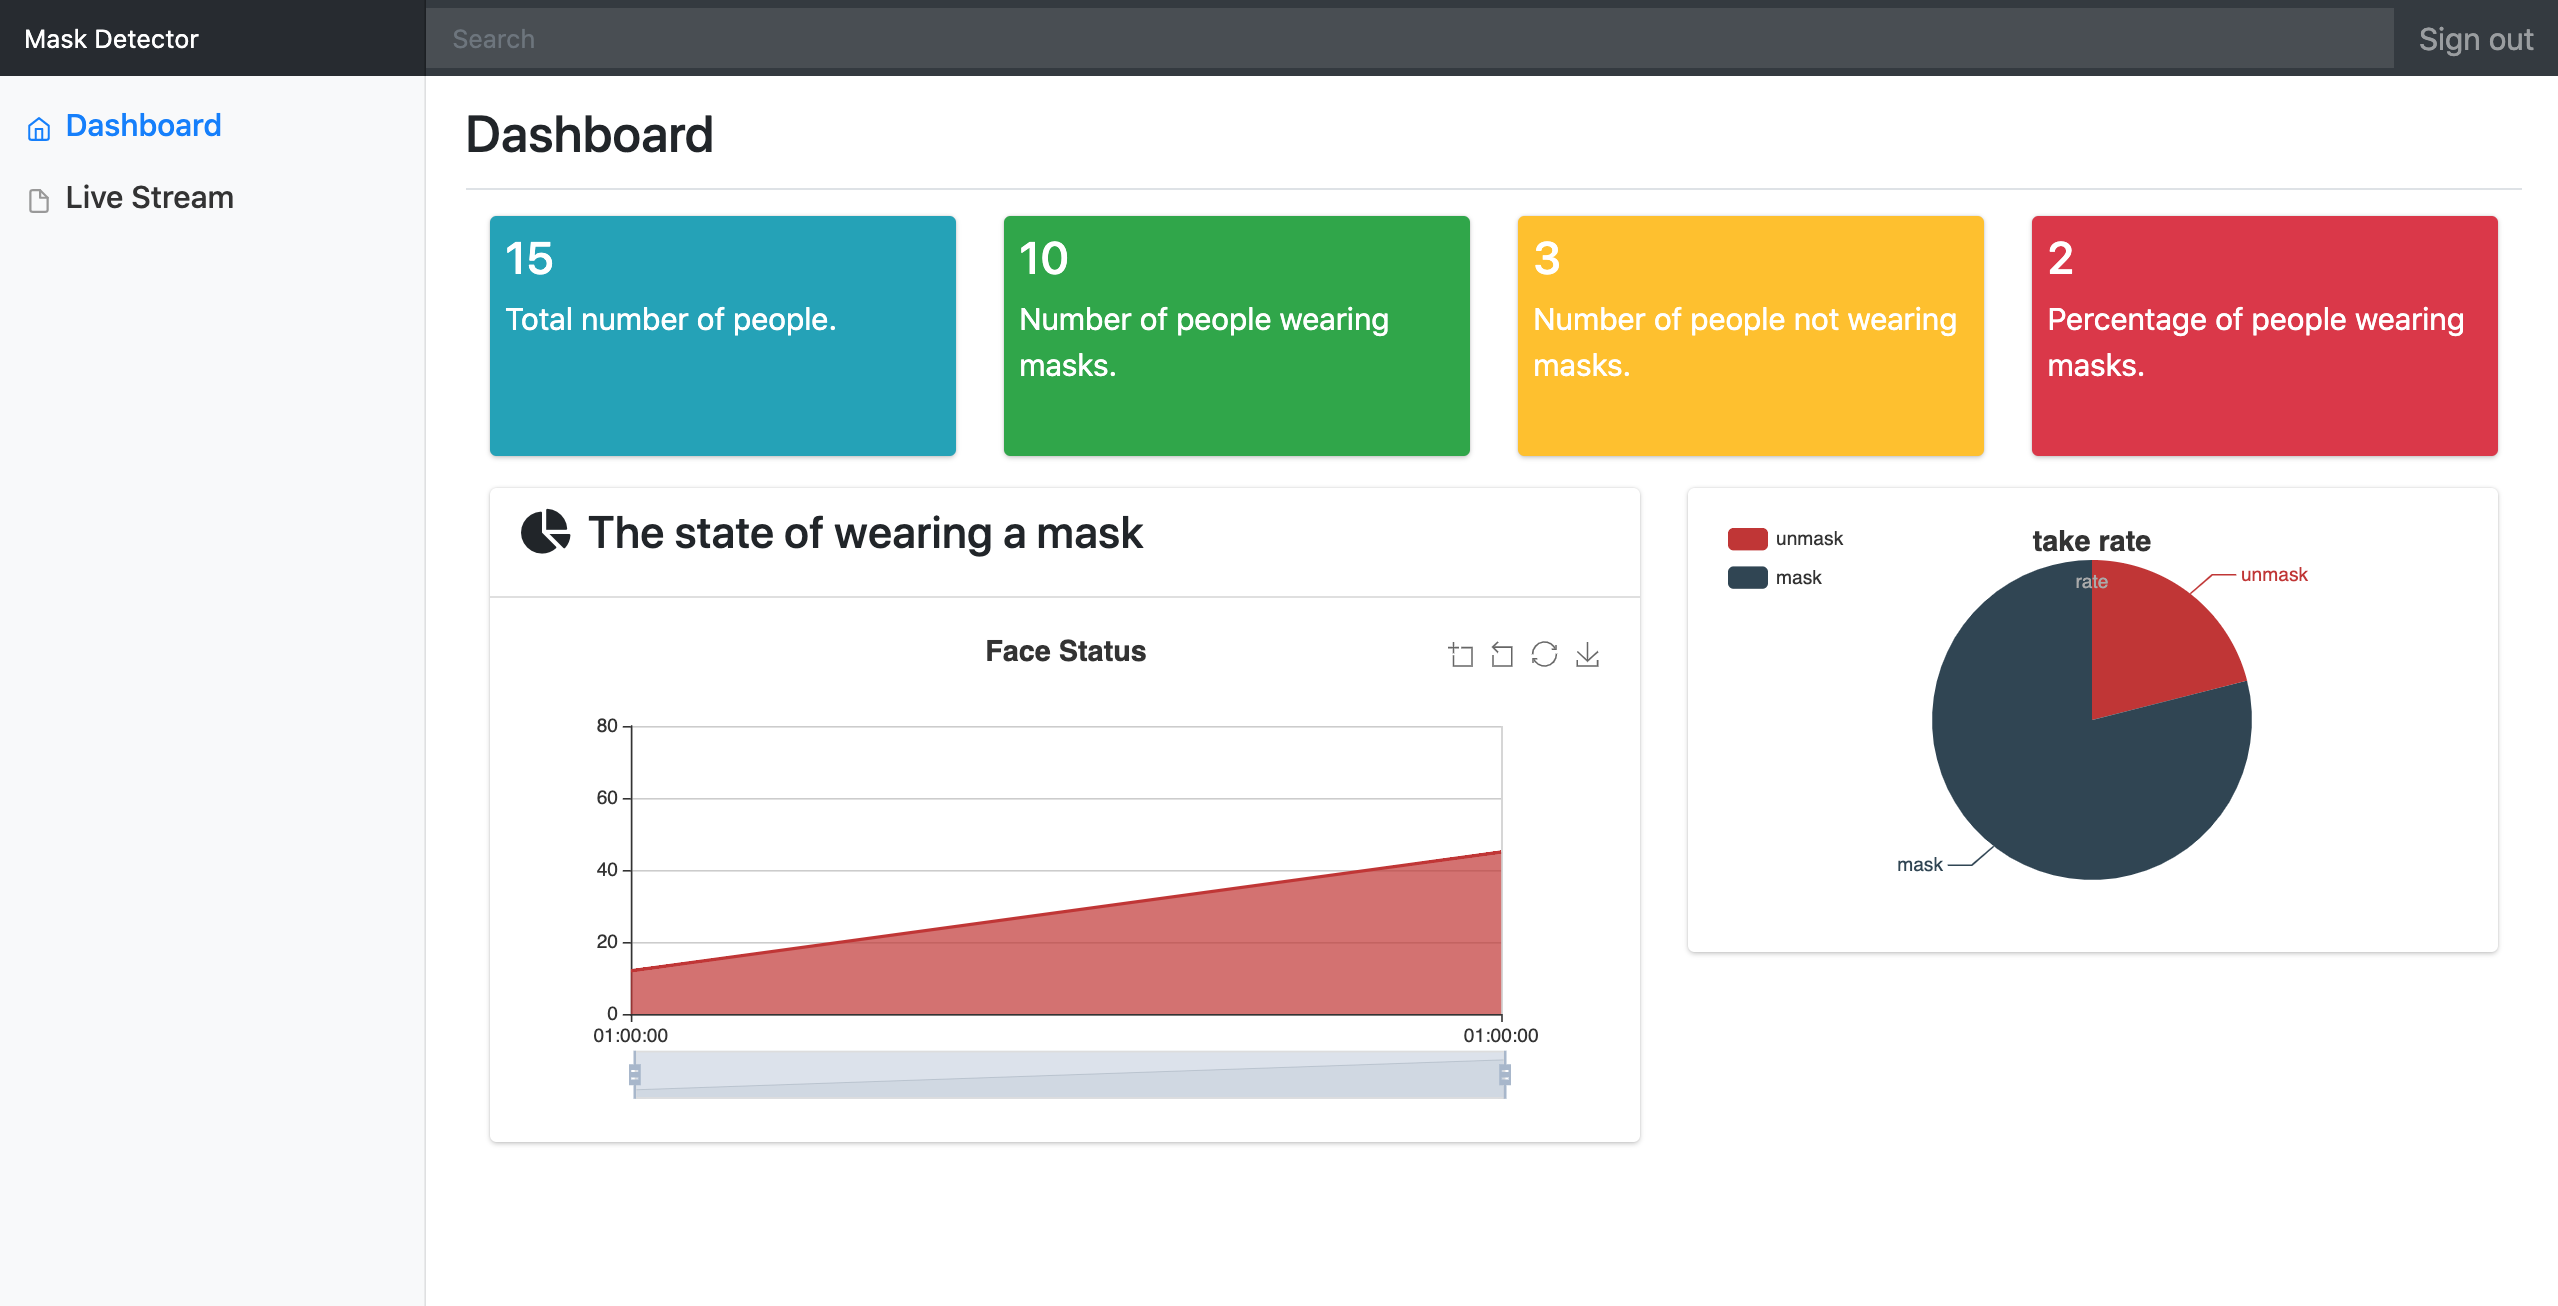 Mask Detector
Search
Sign out
Dashboard
Live Stream
Dashboard
15
Total number of people.
10
Number of people wearing
masks.
3
Number of people not wearing
masks.
2
Percentage of people wearing
masks.
The state of wearing a mask
Face Status
80
60
40
20
0
01:00:00
01:00:00
unmask
mask
take rate
rate
unmask
mask